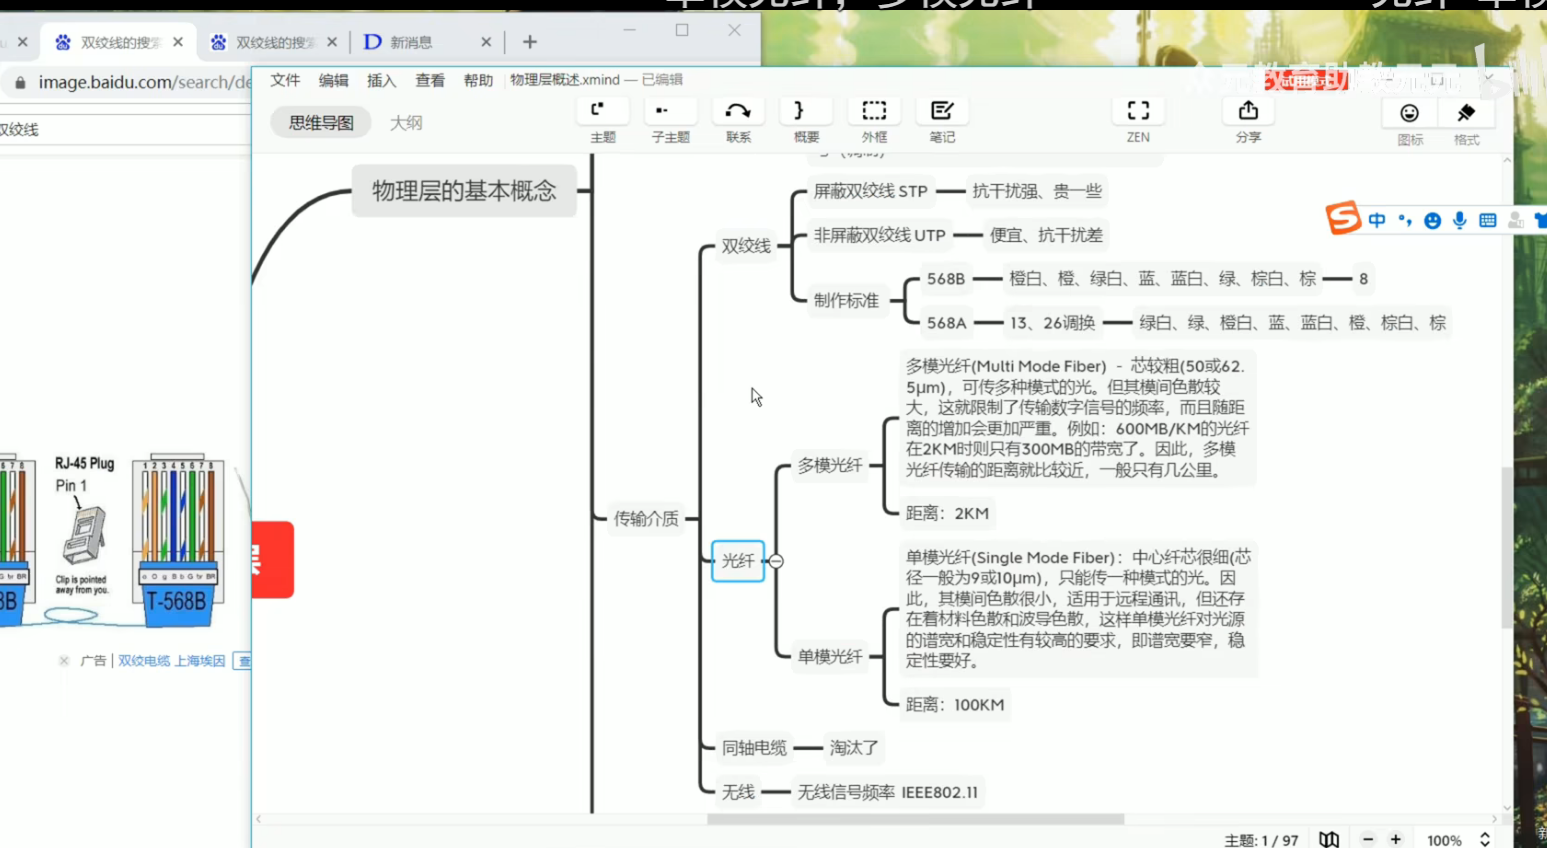 双绞线的搜
双绞线的搜
新消息
image.baidu.com/search/de
双绞线
文件 编辑 插入 查看 帮助 物理层概述.xmind — 已编辑
试用模式
思维导图 大纲
主题 子主题 联系 概要 外框 笔记 ZEN 分享 图标 格式
物理层的基本概念
传输介质
双绞线
屏蔽双绞线 STP
抗干扰强、贵一些
非屏蔽双绞线 UTP
便宜、抗干扰差
制作标准
568B
橙白、橙、绿白、蓝、蓝白、绿、棕白、棕
8
568A
13、26调换
绿白、绿、橙白、蓝、蓝白、橙、棕白、棕
光纤
多模光纤
多模光纤(Multi Mode Fiber) - 芯较粗(50或62.
5μm)，可传多种模式的光。但其模间色散较
大，这就限制了传输数字信号的频率，而且随距
离的增加会更加严重。例如：600MB/KM的光纤
在2KM时则只有300MB的带宽了。因此，多模
光纤传输的距离就比较近，一般只有几公里。
距离：2KM
单模光纤
单模光纤(Single Mode Fiber)：中心纤芯很细(芯
径一般为9或10μm)，只能传一种模式的光。因
此，其模间色散很小，适用于远程通讯，但还存
在着材料色散和波导色散，这样单模光纤对光源
的谱宽和稳定性有较高的要求，即谱宽要窄，稳
定性要好。
距离：100KM
同轴电缆
淘汰了
无线
无线信号频率 IEEE802.11
中
RJ-45 Plug
Pin 1
1 2 3 4 5 6 7 8
Clip is pointed
away from you.
o O g B b G br BR
T-568B
广告 双绞电缆 上海埃因 查
主题: 1 / 97
100%